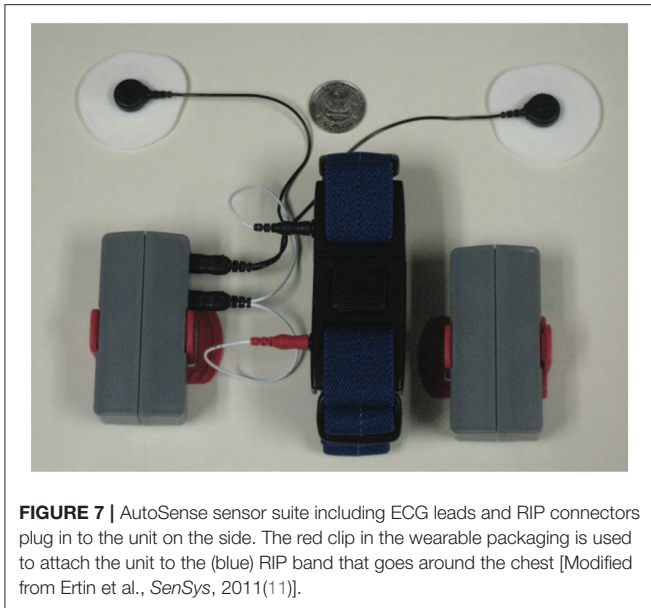 FIGURE 7 | AutoSense sensor suite including ECG leads and RIP connectors
plug in to the unit on the side. The red clip in the wearable packaging is used
to attach the unit to the (blue) RIP band that goes around the chest [Modified
from Ertin et al., SenSys, 2011(11)].